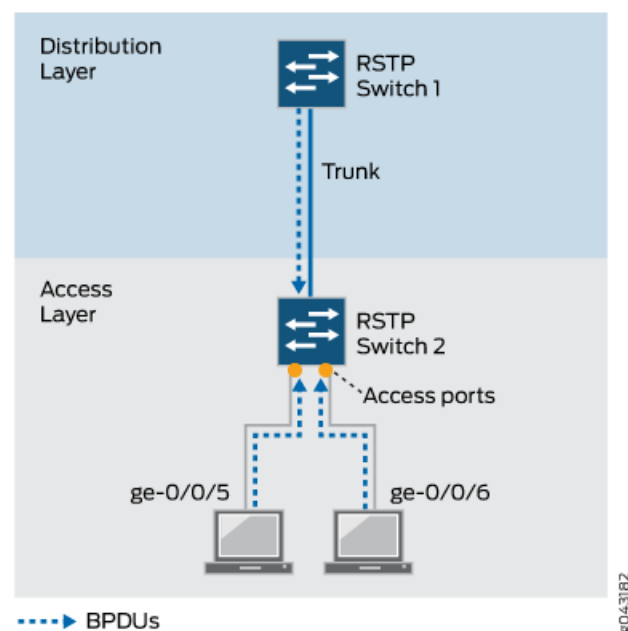 Distribution
Layer
RSTP
Switch 1
Trunk
Access
Layer
RSTP
Switch 2
Access ports
ge-0/0/5
ge-0/0/6
BPDUs
g043182